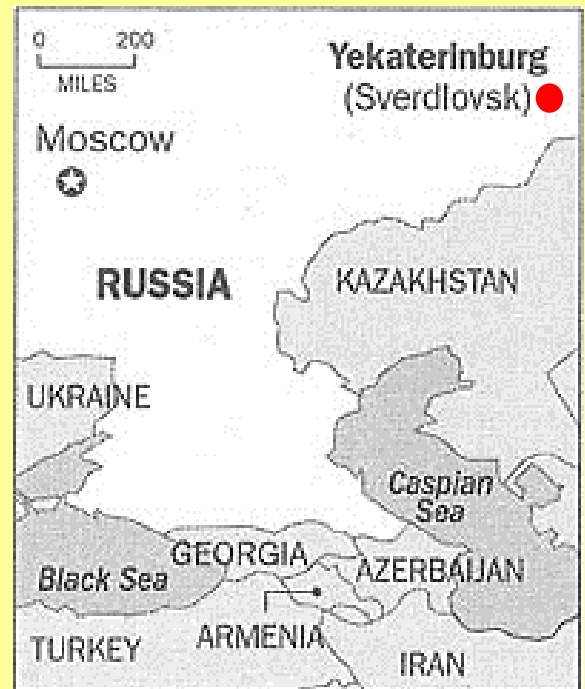 0 200
MILES
Yekaterinburg
(Sverdlovsk)
Moscow
RUSSIA
KAZAKHSTAN
UKRAINE
Caspian
Sea
GEORGIA
AZERBAIJAN
Black Sea
ARMENIA
TURKEY
IRAN